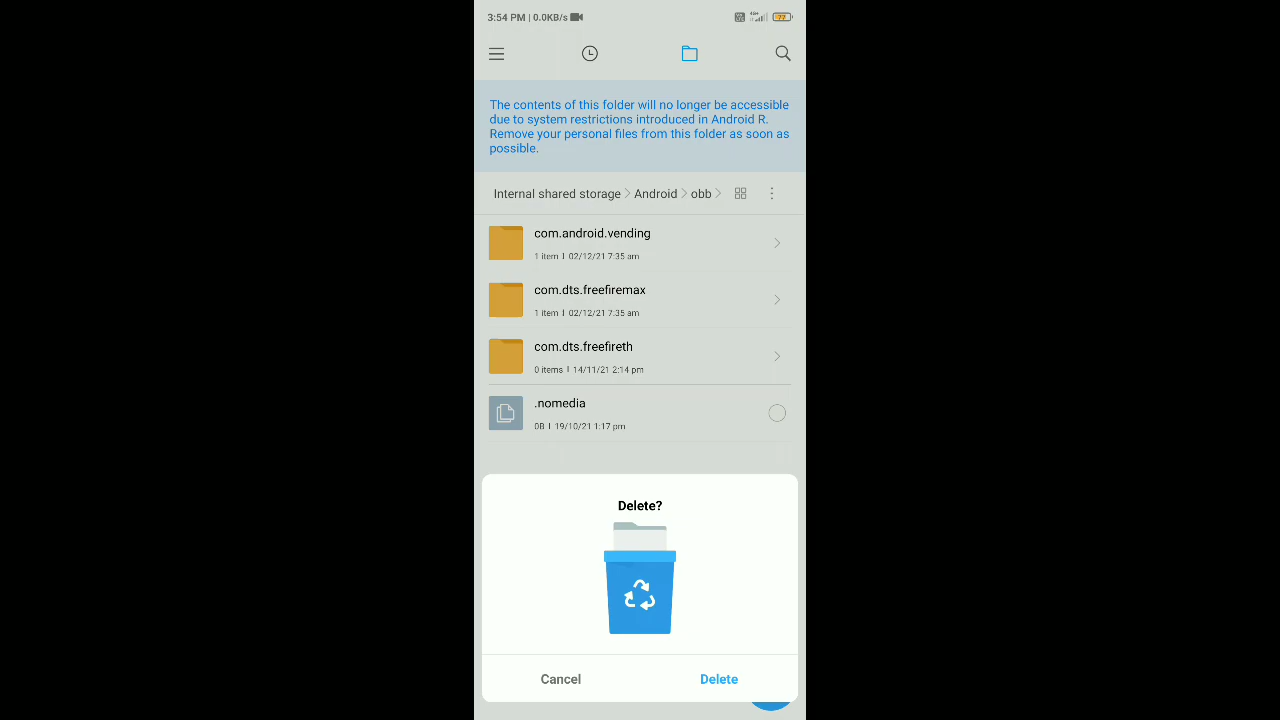 3:54 PM | 0.0KB/s
77
The contents of this folder will no longer be accessible
due to system restrictions introduced in Android R.
Remove your personal files from this folder as soon as
possible.
Internal shared storage > Android > obb >
com.android.vending
1 item | 02/12/21 7:35 am
com.dts.freefiremax
1 item | 02/12/21 7:35 am
com.dts.freefireth
0 items | 14/11/21 2:14 pm
.nomedia
0B | 19/10/21 1:17 pm
Delete?
Cancel Delete